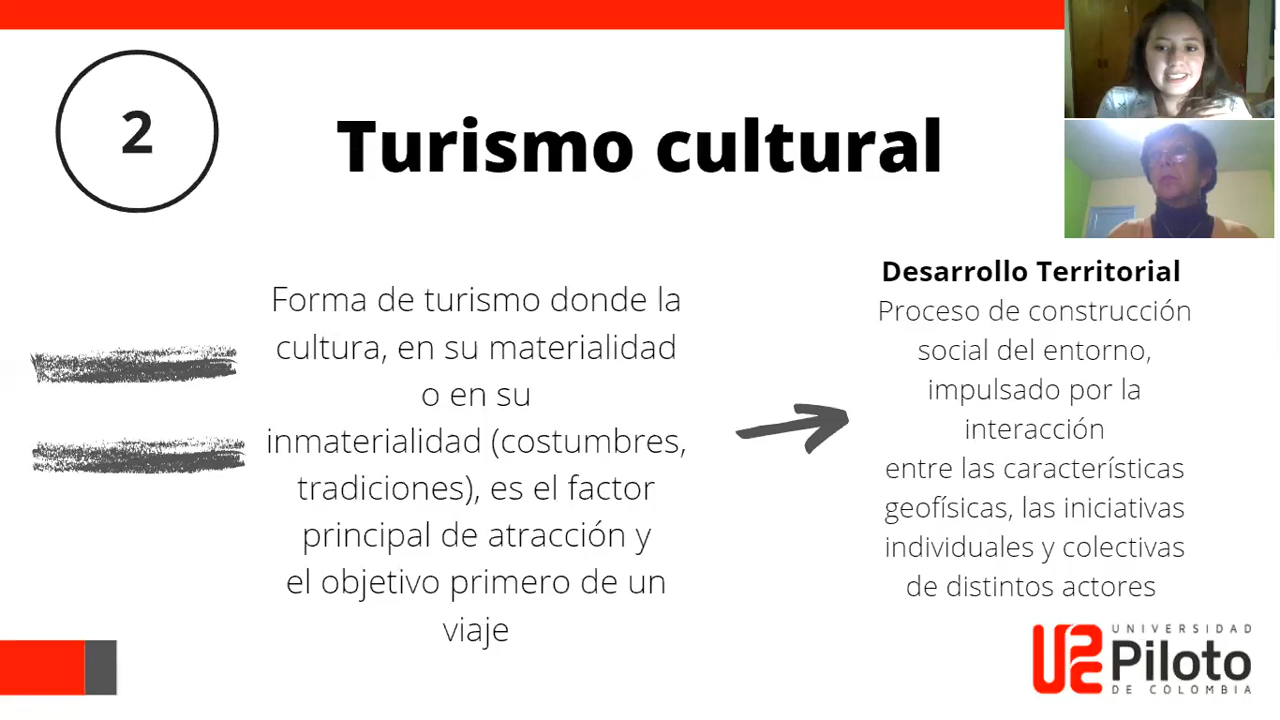 2
Turismo cultural
Forma de turismo donde la
cultura, en su materialidad
o en su
inmaterialidad (costumbres,
tradiciones), es el factor
principal de atracción y
el objetivo primero de un
viaje
Desarrollo Territorial
Proceso de construcción
social del entorno,
impulsado por la
interacción
entre las características
geofísicas, las iniciativas
individuales y colectivas
de distintos actores
UNIVERSIDAD
Piloto
DE COLOMBIA